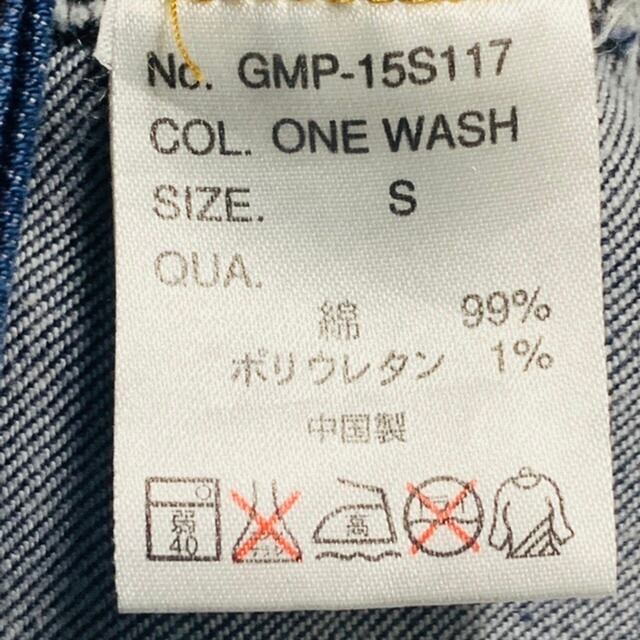 No. GMP-15S117
COL. ONE WASH
SIZE. S
QUA.
綿 99%
ポリウレタン 1%
中国製
弱 高
40